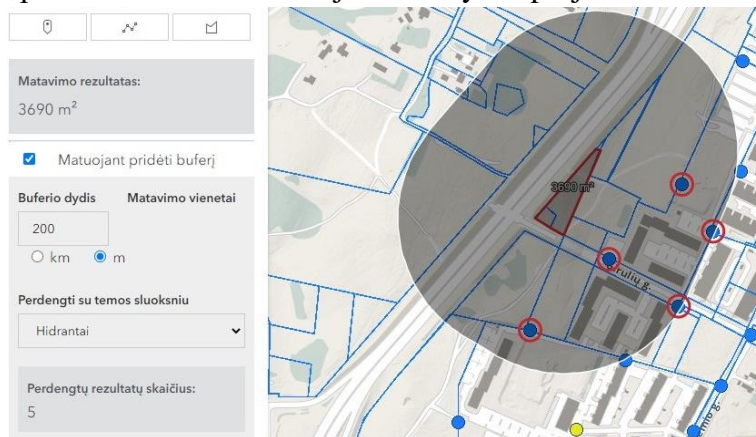 Matavimo rezultatas:
3690 m²
Matuojant pridėti buferį
Buferio dydis Matavimo vienetai
200
km m
Perdengti su temos sluoksniu
Hidrantai
Perdengtų rezultatų skaičius:
5
3690 m²